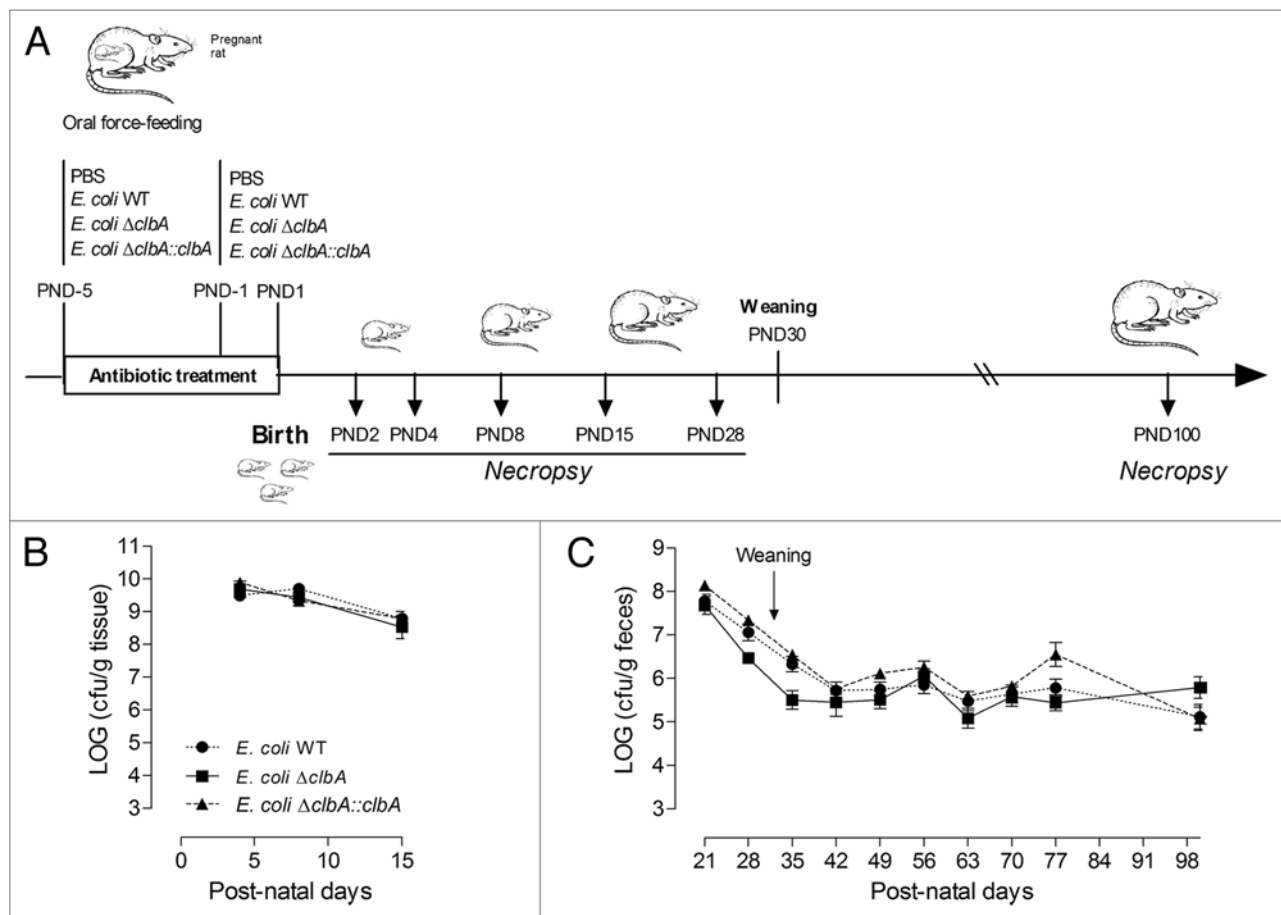 A
Pregnant
rat
Oral force-feeding
PBS
E. coli WT
E. coli ΔclbA
E. coli ΔclbA::clbA
PBS
E. coli WT
E. coli ΔclbA
E. coli ΔclbA::clbA
PND-5
PND-1
PND1
Antibiotic treatment
Weaning
PND30
Birth
PND2
PND4
PND8
PND15
PND28
PND100
Necropsy
Necropsy
B
LOG (cfu/g tissue)
11
10
9
8
7
6
5
4
3
E. coli WT
E. coli ΔclbA
E. coli ΔclbA::clbA
0 5 10 15
Post-natal days
C
LOG (cfu/g feces)
9
8
7
6
5
4
3
Weaning
21 28 35 42 49 56 63 70 77 84 91 98
Post-natal days